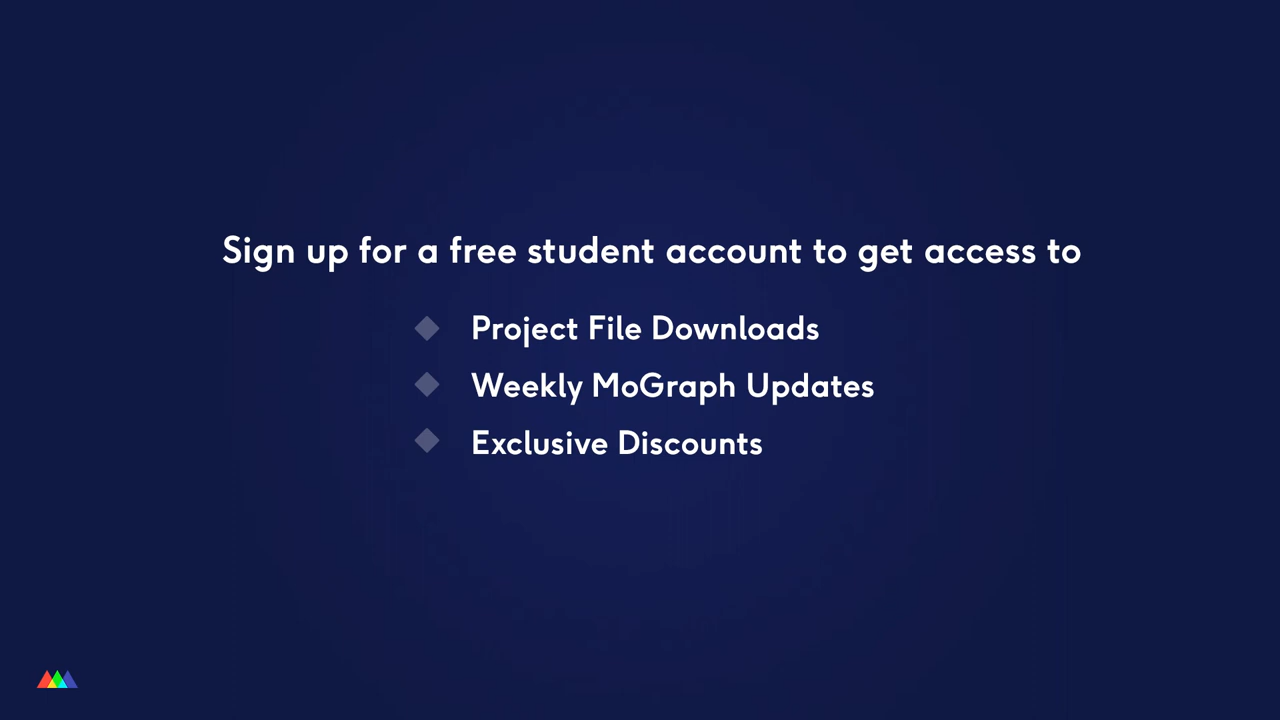 Sign up for a free student account to get access to
Project File Downloads
Weekly MoGraph Updates
Exclusive Discounts